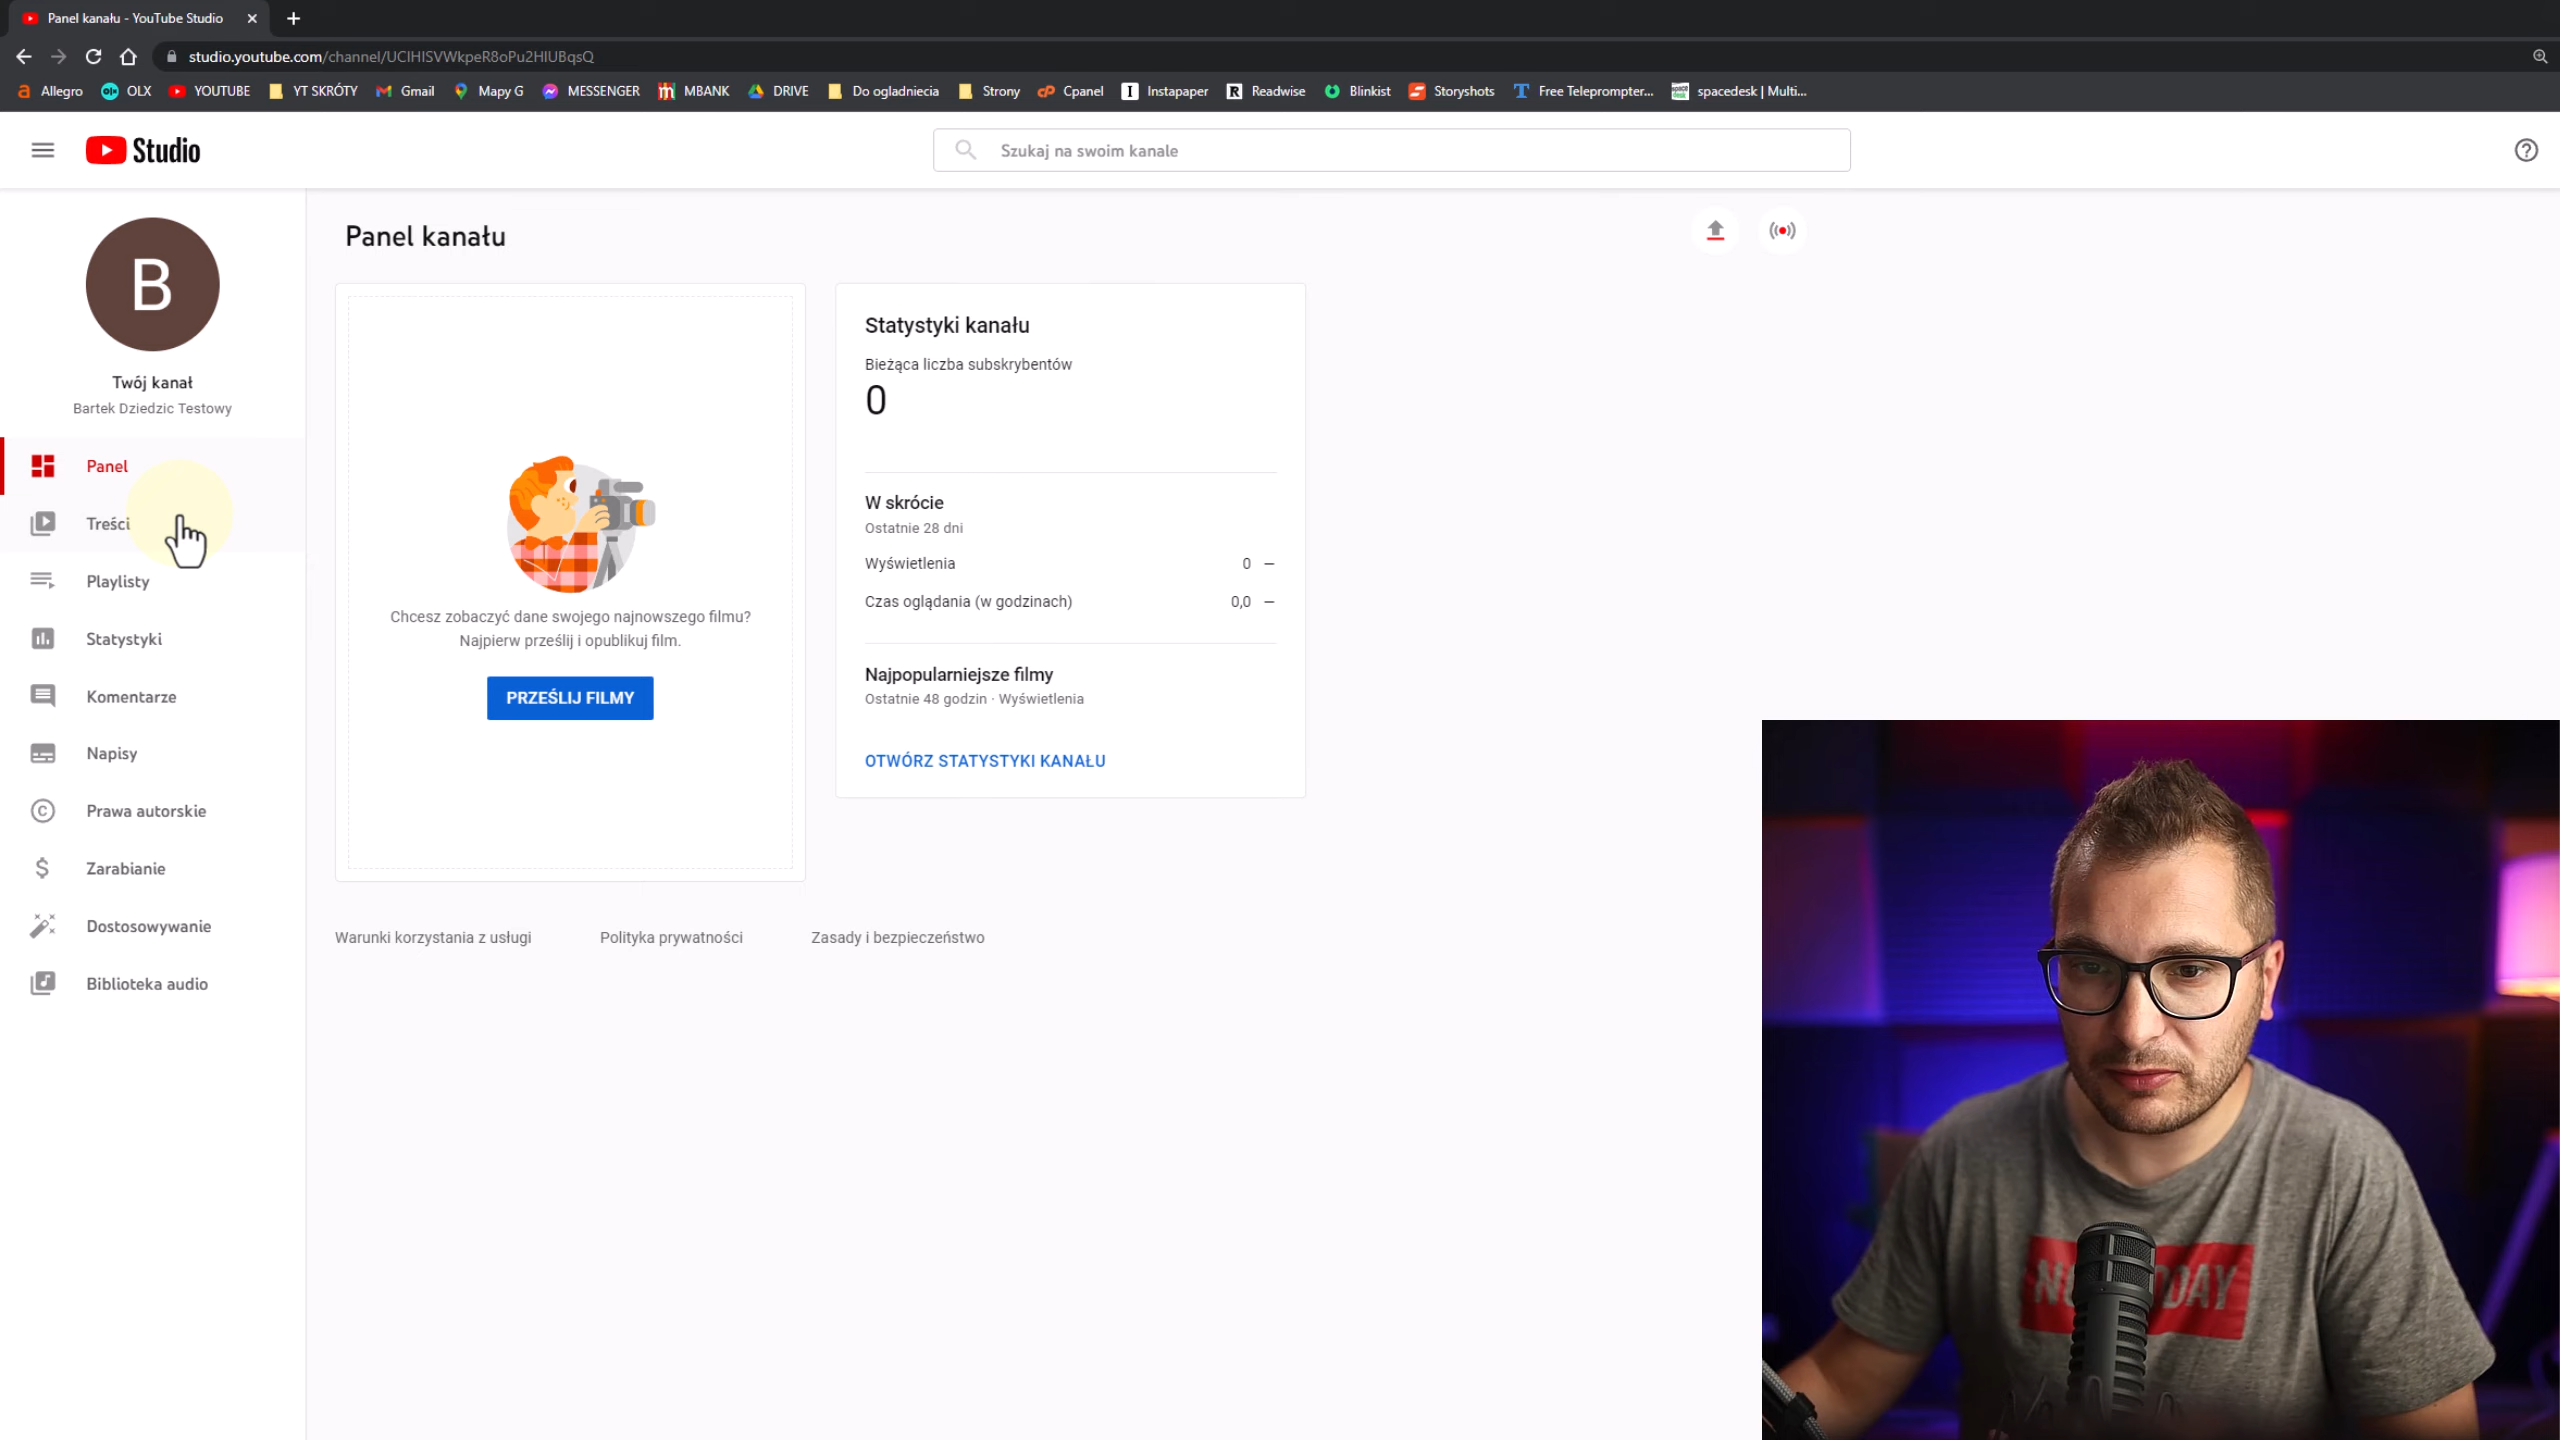 Panel kanału - YouTube Studio
studio.youtube.com/channel/UCIHISVWkpeR8oPu2HIUBqsQ
a Allegro OLX YOUTUBE YT SKRÓTY Gmail Mapy G MESSENGER MBANK DRIVE Do ogladniecia Strony cP Cpanel I Instapaper R Readwise Blinkist Storyshots T Free Teleprompter... spacedesk | Multi...
Studio
Szukaj na swoim kanale
B
Twój kanał
Bartek Dziedzic Testowy
Panel
Treści
Playlisty
Statystyki
Komentarze
Napisy
Prawa autorskie
Zarabianie
Dostosowywanie
Biblioteka audio
Panel kanału
Chcesz zobaczyć dane swojego najnowszego filmu?
Najpierw prześlij i opublikuj film.
PRZEŚLIJ FILMY
Statystyki kanału
Bieżąca liczba subskrybentów
0
W skrócie
Ostatnie 28 dni
Wyświetlenia 0 —
Czas oglądania (w godzinach) 0,0 —
Najpopularniejsze filmy
Ostatnie 48 godzin · Wyświetlenia
OTWÓRZ STATYSTYKI KANAŁU
Warunki korzystania z usługi Polityka prywatności Zasady i bezpieczeństwo